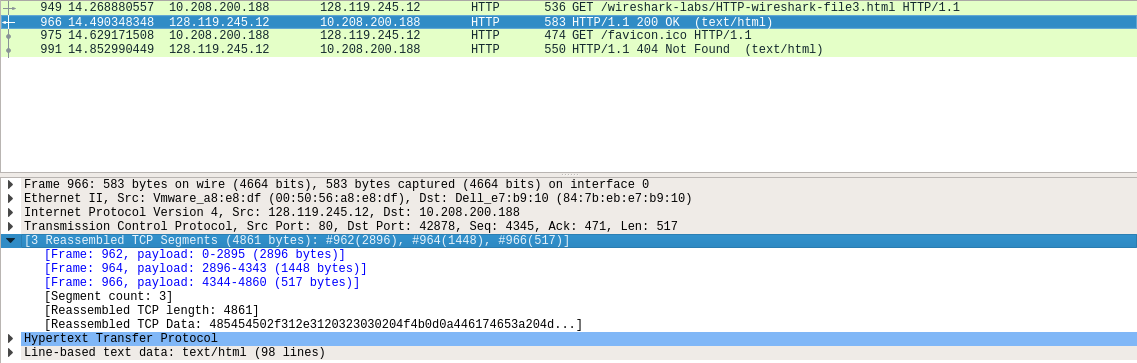 949 14.268880557 10.208.200.188 128.119.245.12 HTTP 536 GET /wireshark-labs/HTTP-wireshark-file3.html HTTP/1.1
966 14.490348348 128.119.245.12 10.208.200.188 HTTP 583 HTTP/1.1 200 OK (text/html)
975 14.629171508 10.208.200.188 128.119.245.12 HTTP 474 GET /favicon.ico HTTP/1.1
991 14.852990449 128.119.245.12 10.208.200.188 HTTP 550 HTTP/1.1 404 Not Found (text/html)
Frame 966: 583 bytes on wire (4664 bits), 583 bytes captured (4664 bits) on interface 0
Ethernet II, Src: Vmware_a8:e8:df (00:50:56:a8:e8:df), Dst: Dell_e7:b9:10 (84:7b:eb:e7:b9:10)
Internet Protocol Version 4, Src: 128.119.245.12, Dst: 10.208.200.188
Transmission Control Protocol, Src Port: 80, Dst Port: 42878, Seq: 4345, Ack: 471, Len: 517
[3 Reassembled TCP Segments (4861 bytes): #962(2896), #964(1448), #966(517)]
[Frame: 962, payload: 0-2895 (2896 bytes)]
[Frame: 964, payload: 2896-4343 (1448 bytes)]
[Frame: 966, payload: 4344-4860 (517 bytes)]
[Segment count: 3]
[Reassembled TCP length: 4861]
[Reassembled TCP Data: 485454502f312e3120323030204f4b0d0a446174653a204d...]
Hypertext Transfer Protocol
Line-based text data: text/html (98 lines)